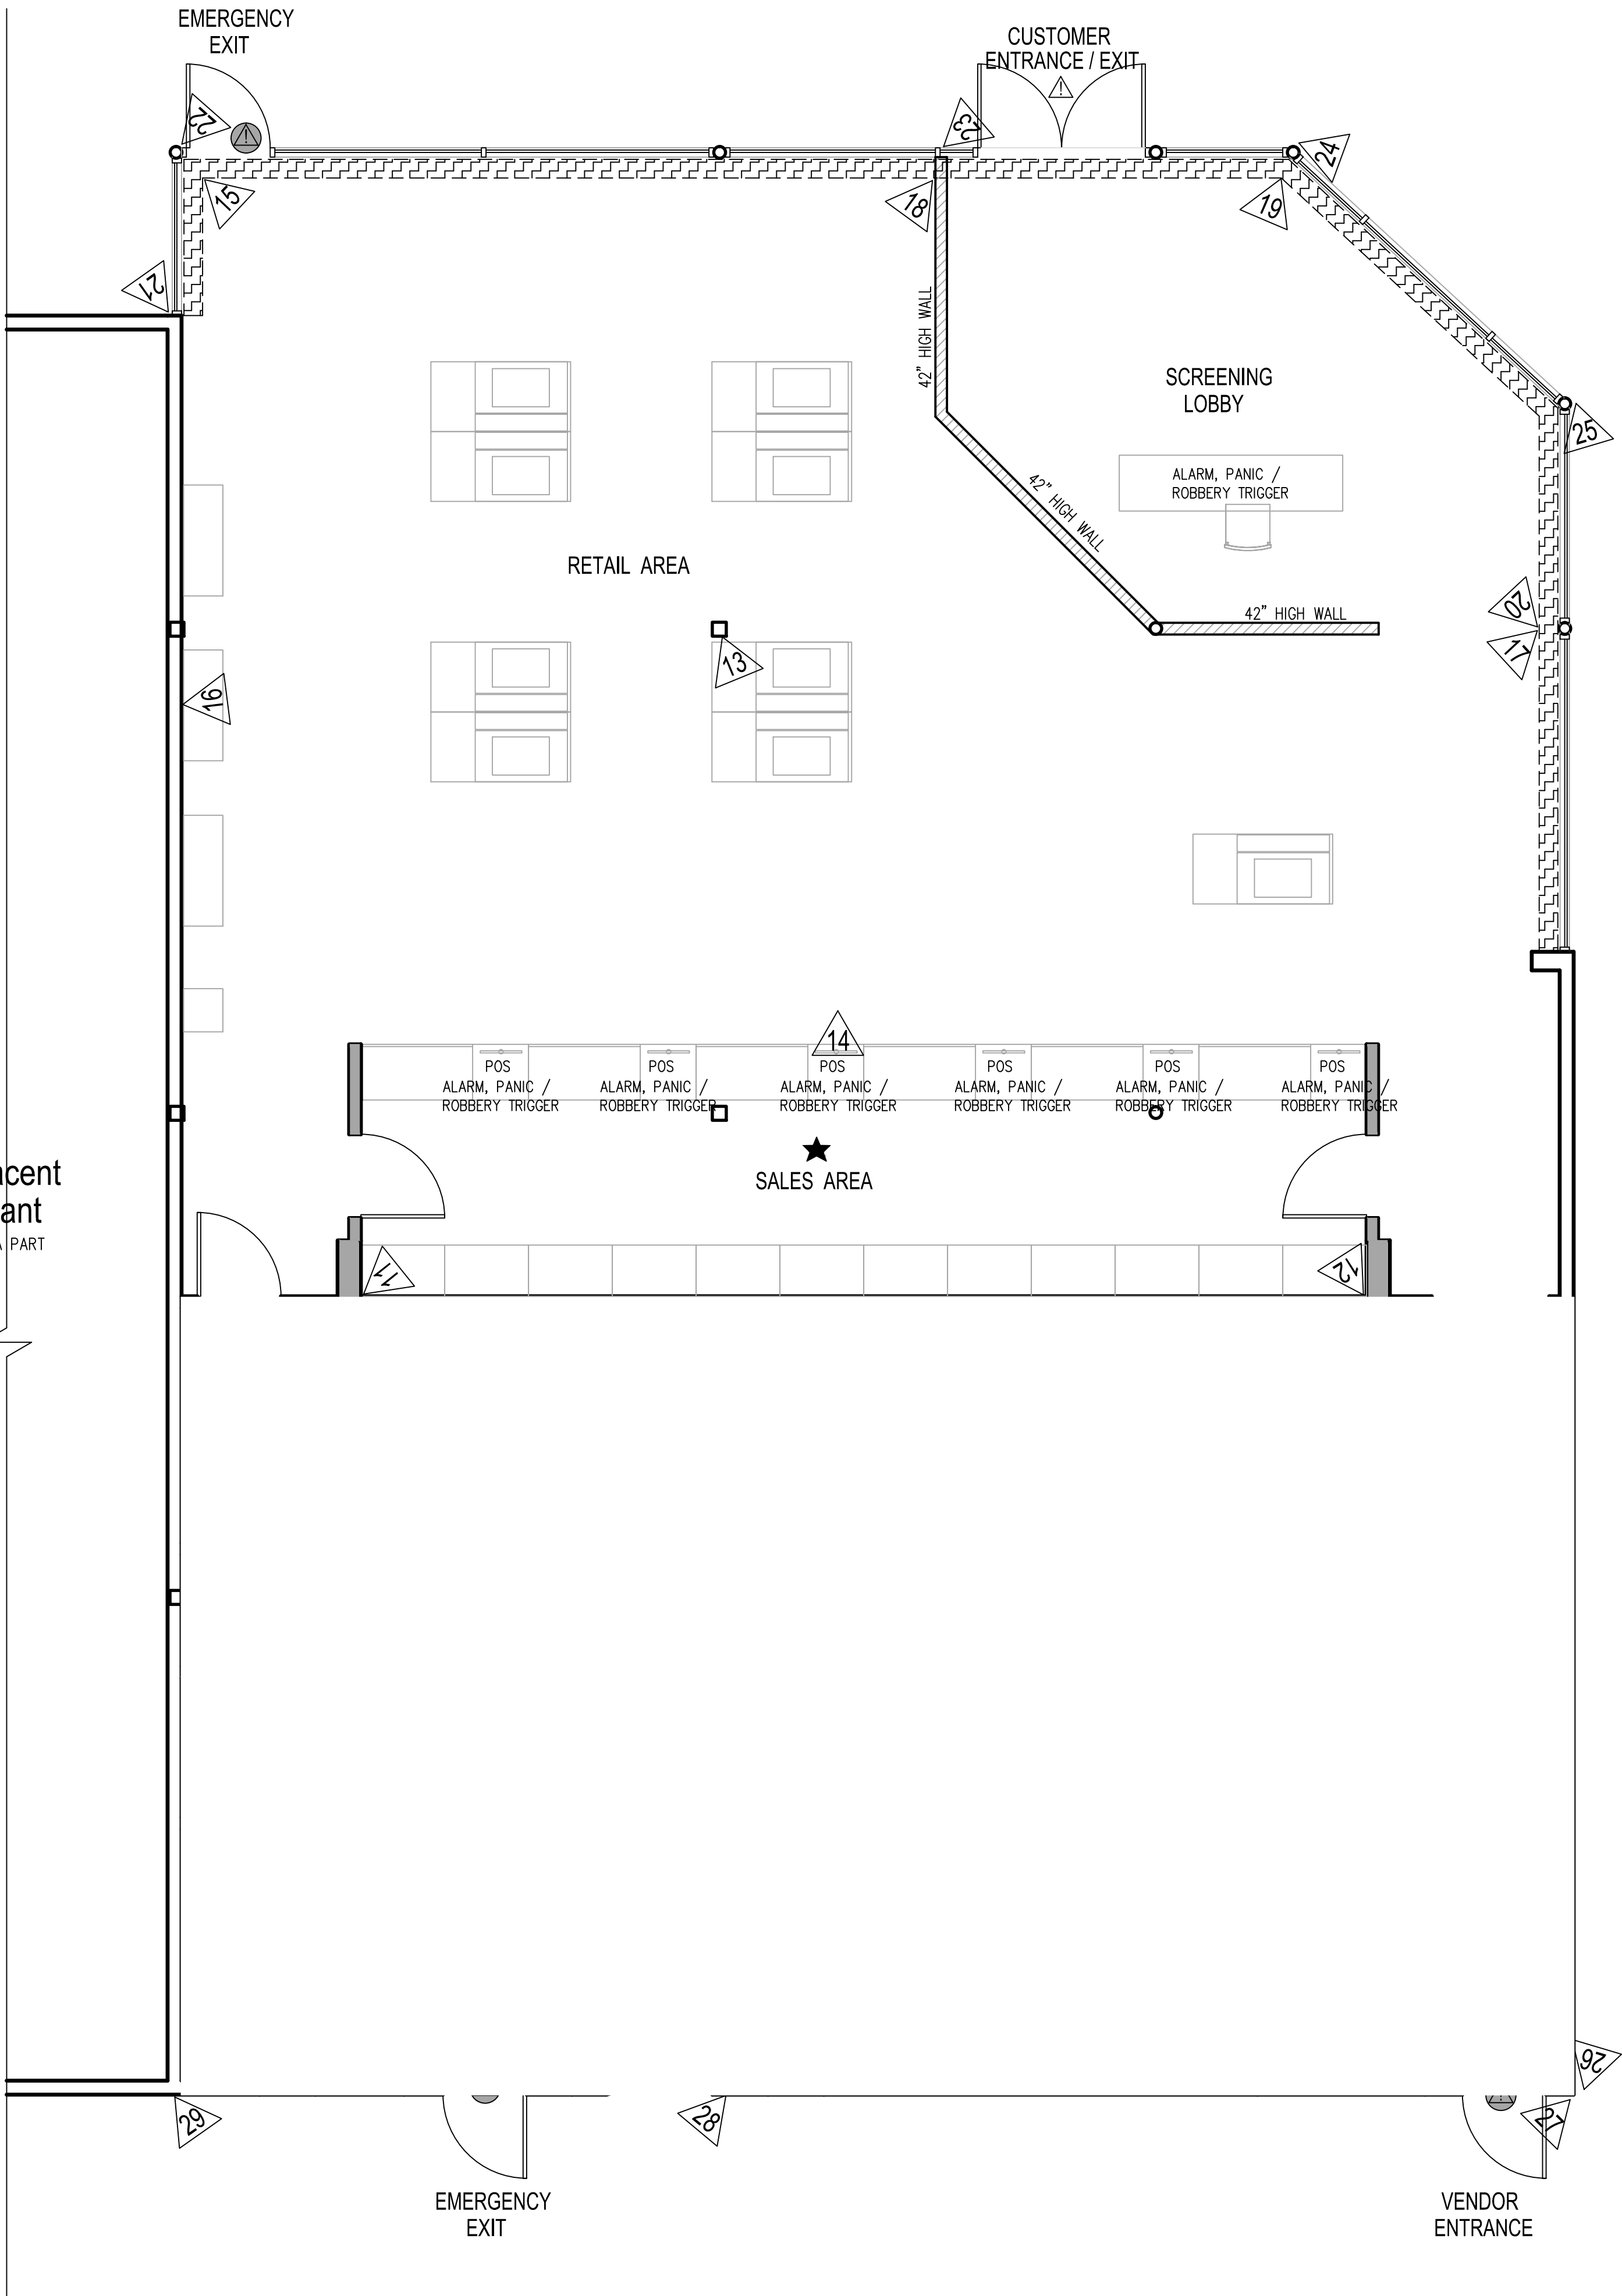 EMERGENCY
EXIT
CUSTOMER
ENTRANCE / EXIT
!
22
!
23
24
15
18
19
21
42" HIGH WALL
SCREENING
LOBBY
25
ALARM, PANIC /
ROBBERY TRIGGER
42" HIGH WALL
RETAIL AREA
20
42" HIGH WALL
17
13
16
14
POS
ALARM, PANIC /
ROBBERY TRIGGER
POS
ALARM, PANIC /
ROBBERY TRIGGER
POS
ALARM, PANIC /
ROBBERY TRIGGER
POS
ALARM, PANIC /
ROBBERY TRIGGER
POS
ALARM, PANIC /
ROBBERY TRIGGER
POS
ALARM, PANIC /
ROBBERY TRIGGER
SALES AREA
acent
ant
A PART
11
12
26
29
28
27
EMERGENCY
EXIT
VENDOR
ENTRANCE